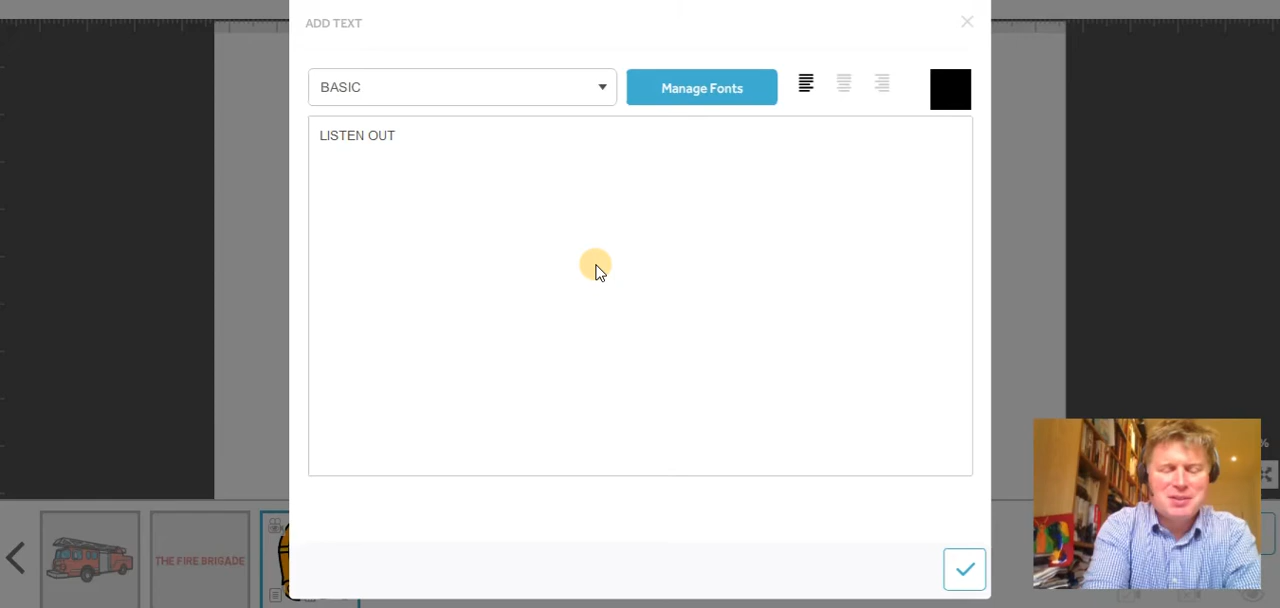 ADD TEXT
BASIC
Manage Fonts
LISTEN OUT
%
THE FIRE BRIGADE